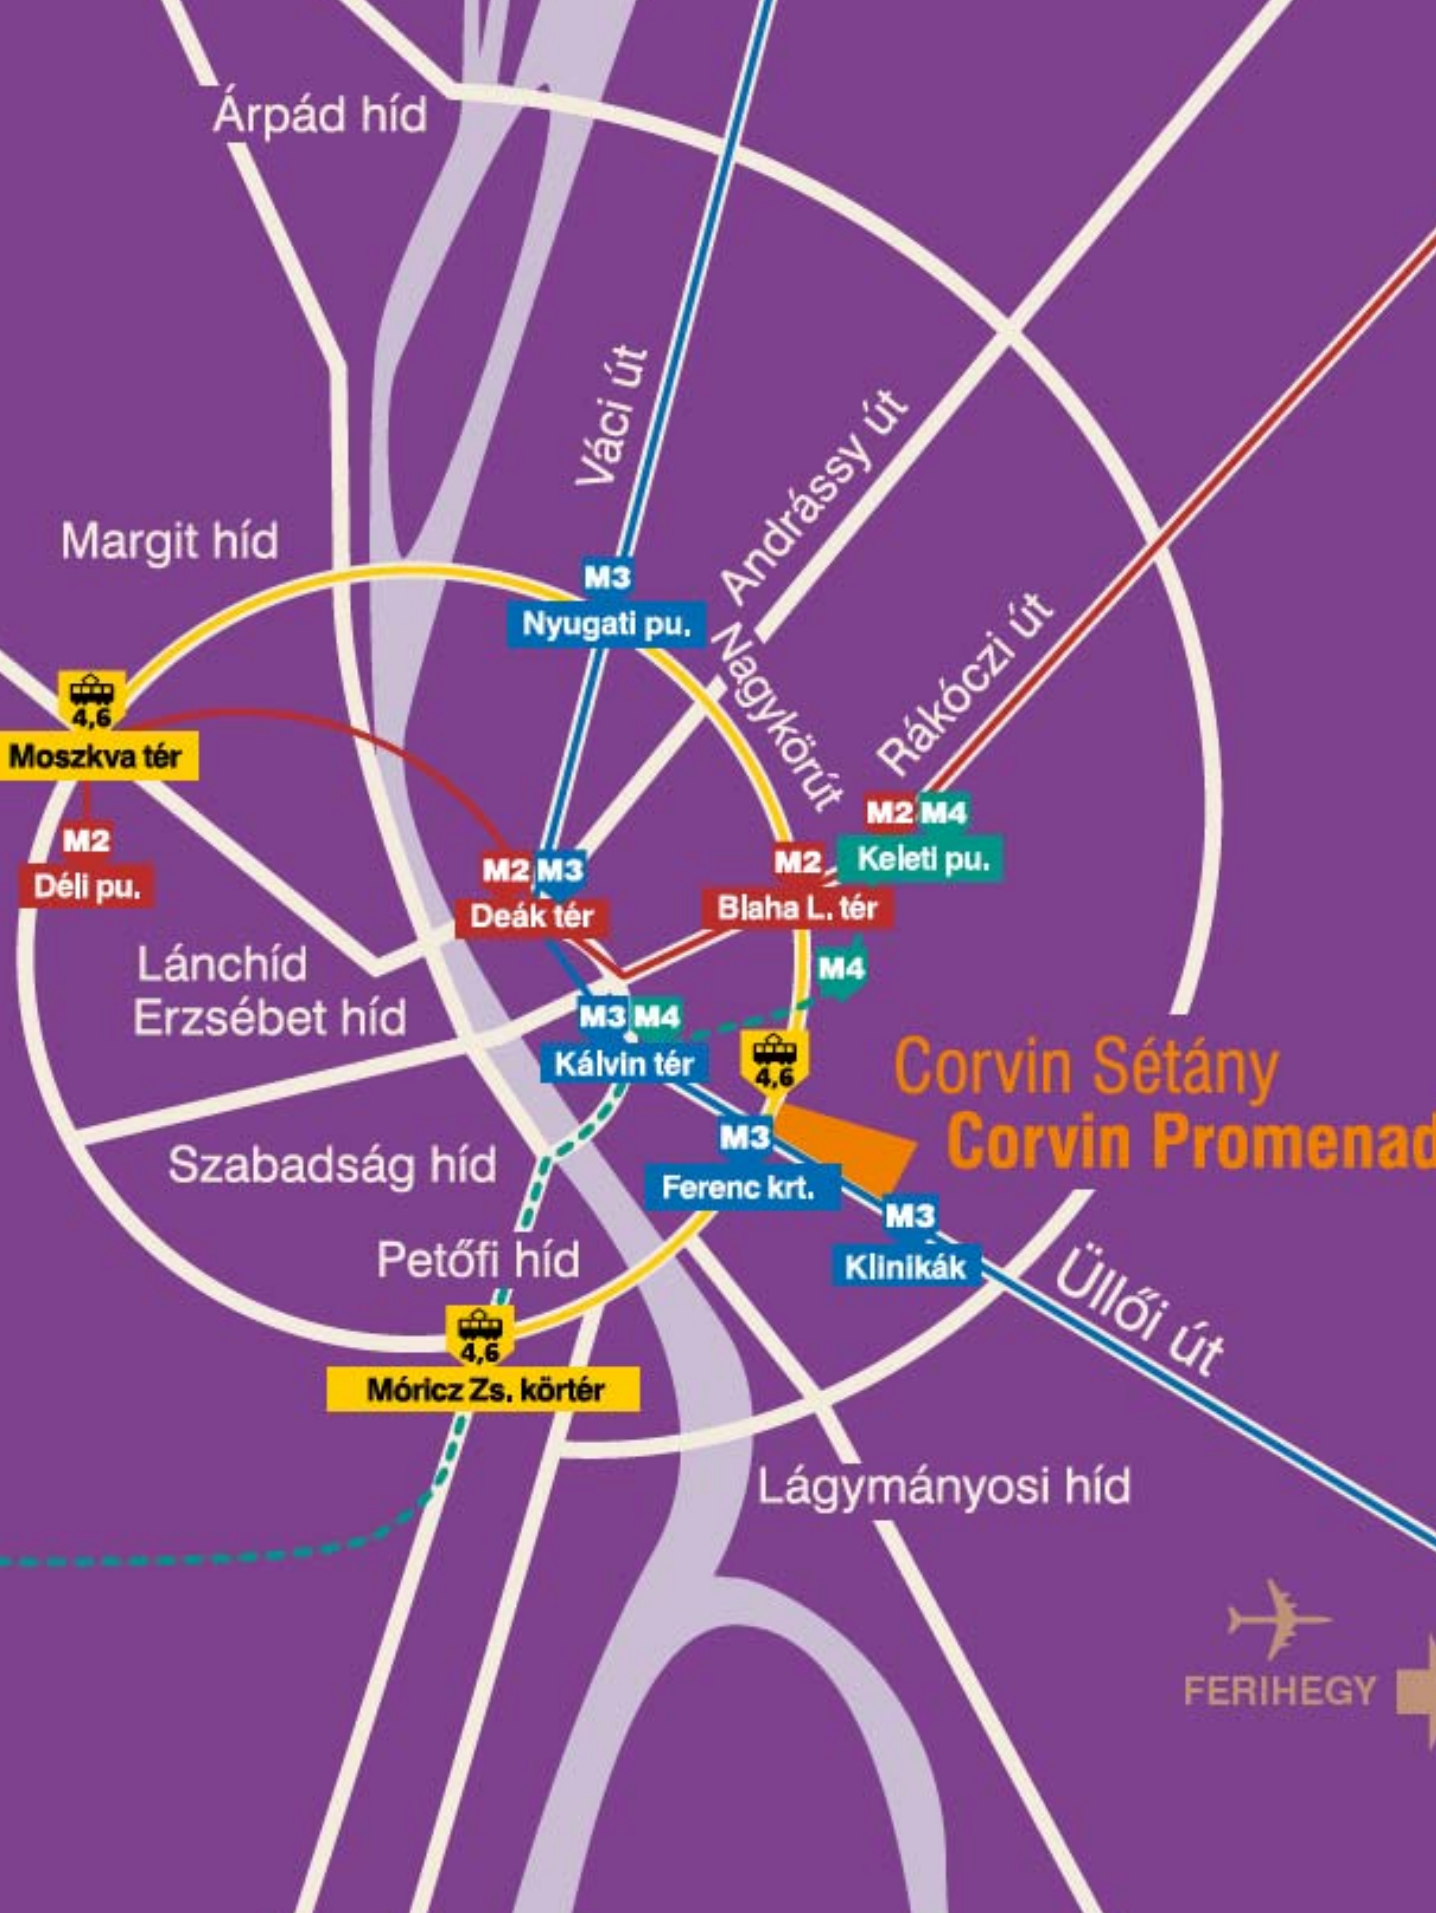 Árpád híd
Váci út
Andrássy út
Margit híd
M3
Nyugati pu.
Nagykörút
Rákóczi út
4,6
Moszkva tér
M2
Déli pu.
M2 M3
Deák tér
M2
Blaha L. tér
M2 M4
Keleti pu.
M4
Lánchíd
Erzsébet híd
M3 M4
Kálvin tér
4,6
Corvin Sétány
Corvin Promenad
M3
Ferenc krt.
Szabadság híd
M3
Klinikák
Üllői út
Petőfi híd
4,6
Móricz Zs. körtér
Lágymányosi híd
FERIHEGY